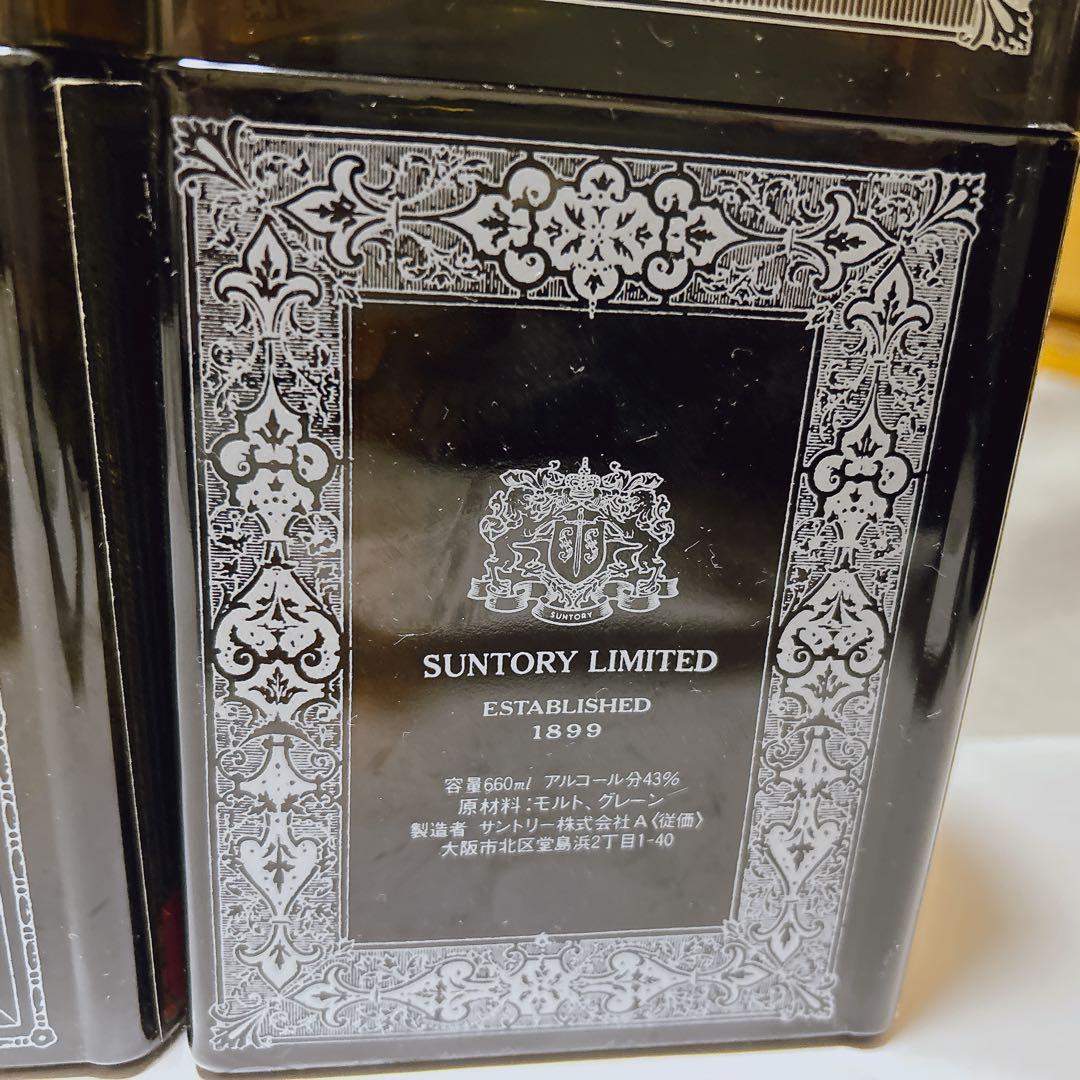 SUNTORY
SUNTORY LIMITED
ESTABLISHED
1899
容量660ml アルコール分43%
原材料:モルト、グレーン
製造者 サントリー株式会社A〈従価〉
大阪市北区堂島浜2丁目1-40